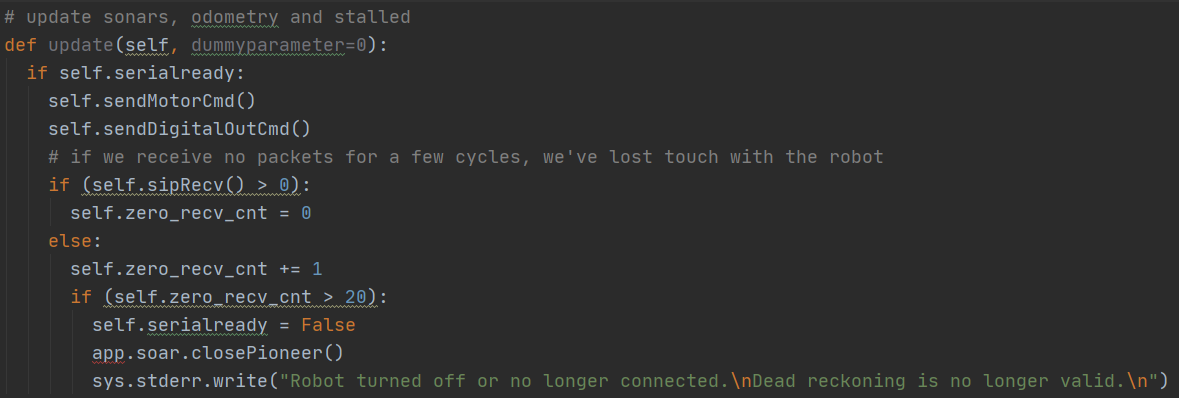 # update sonars, odometry and stalled
def update(self, dummyparameter=0):
  if self.serialready:
    self.sendMotorCmd()
    self.sendDigitalOutCmd()
    # if we receive no packets for a few cycles, we've lost touch with the robot
    if (self.sipRecv() > 0):
      self.zero_recv_cnt = 0
    else:
      self.zero_recv_cnt += 1
      if (self.zero_recv_cnt > 20):
        self.serialready = False
        app.soar.closePioneer()
        sys.stderr.write("Robot turned off or no longer connected.\nDead reckoning is no longer valid.\n")